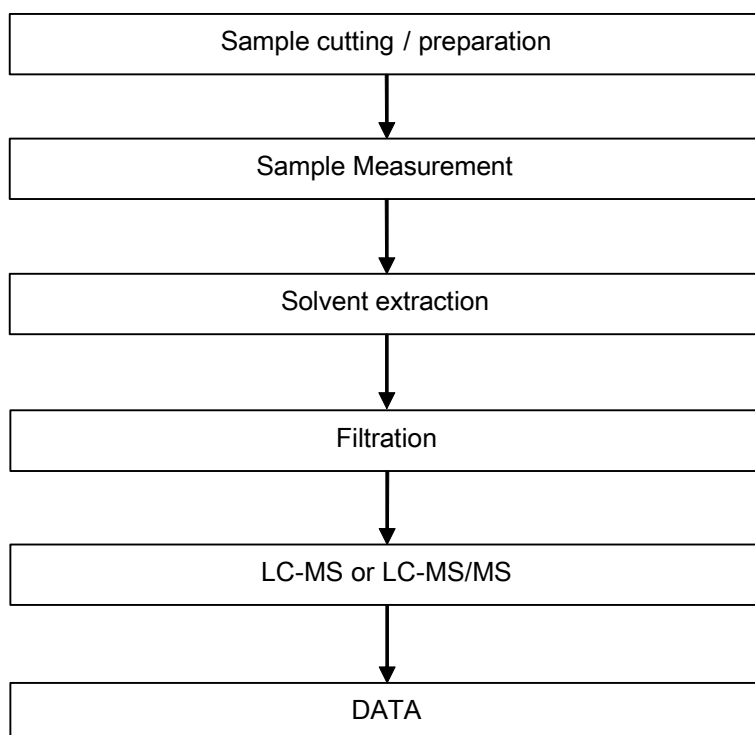 Sample cutting / preparation
Sample Measurement
Solvent extraction
Filtration
LC-MS or LC-MS/MS
DATA